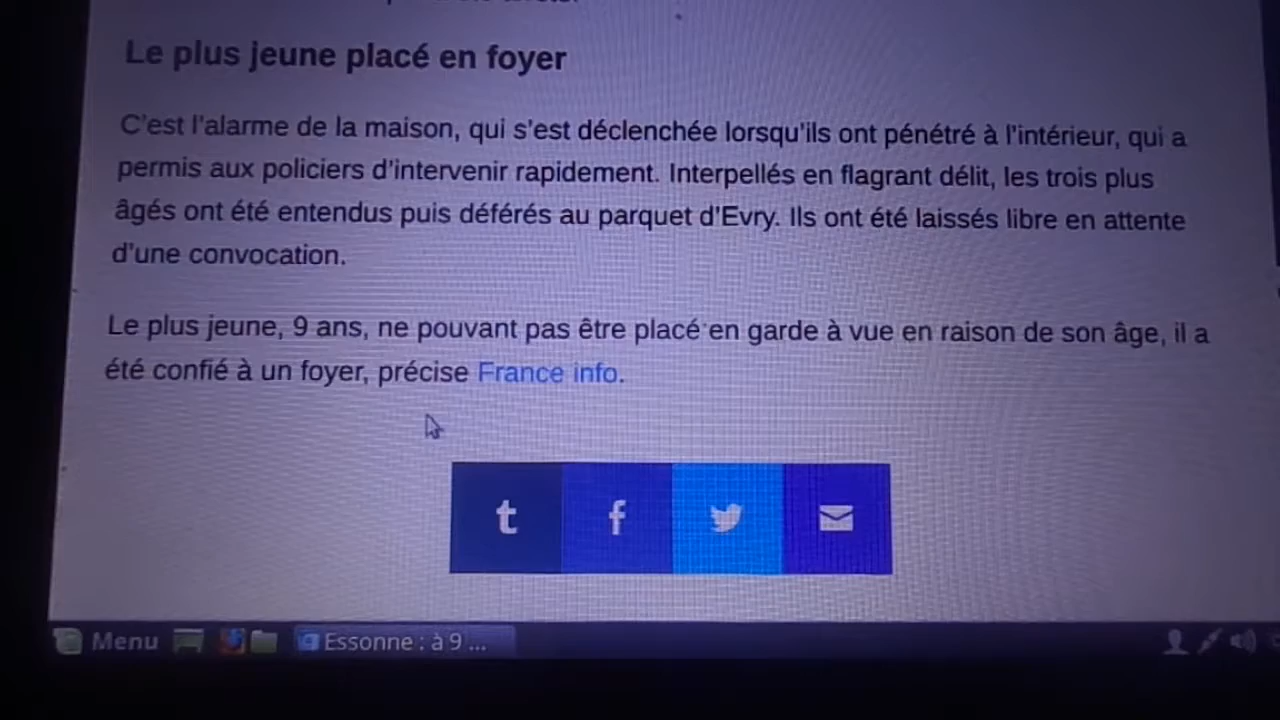 Le plus jeune placé en foyer
C'est l'alarme de la maison, qui s'est déclenchée lorsqu'ils ont pénétré à l'intérieur, qui a
permis aux policiers d'intervenir rapidement. Interpellés en flagrant délit, les trois plus
âgés ont été entendus puis déférés au parquet d'Evry. Ils ont été laissés libre en attente
d'une convocation.
Le plus jeune, 9 ans, ne pouvant pas être placé en garde à vue en raison de son âge, il a
été confié à un foyer, précise France info.
t f
Menu Essonne : à 9 ...